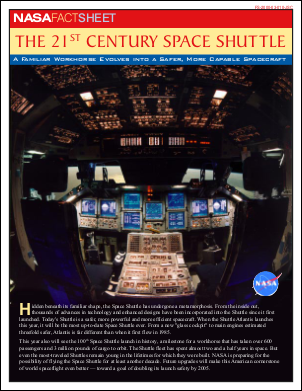 NASAFACTSHEET
THE 21ST CENTURY SPACE SHUTTLE
A FAMILIAR WORKHORSE EVOLVES INTO A SAFER, MORE CAPABLE SPACECRAFT
NASA
Hidden beneath its familiar shape, the Space Shuttle has undergone a metamorphosis. From the inside out,
thousands of advances in technology and enhanced designs have been incorporated into the Shuttle since it first
launched. Today's Shuttle is a safer, more powerful and more efficient spacecraft. When the Shuttle Atlantis launches
this year, it will be the most up-to-date Space Shuttle ever. From a new "glass cockpit" to main engines estimated
threefold safer, Atlantis is far different than when it first flew in 1985.
This year also will see the 100th Space Shuttle launch in history, a milestone for a workhorse that has taken over 600
passengers and 3 million pounds of cargo to orbit. The Shuttle fleet has spent almost two and a half years in space. But
even the most-traveled Shuttles remain young in the lifetimes for which they were built. NASA is preparing for the
possibility of flying the Space Shuttle for at least another decade. Future upgrades will make this American cornerstone
of world spaceflight even better — toward a goal of doubling its launch safety by 2005.